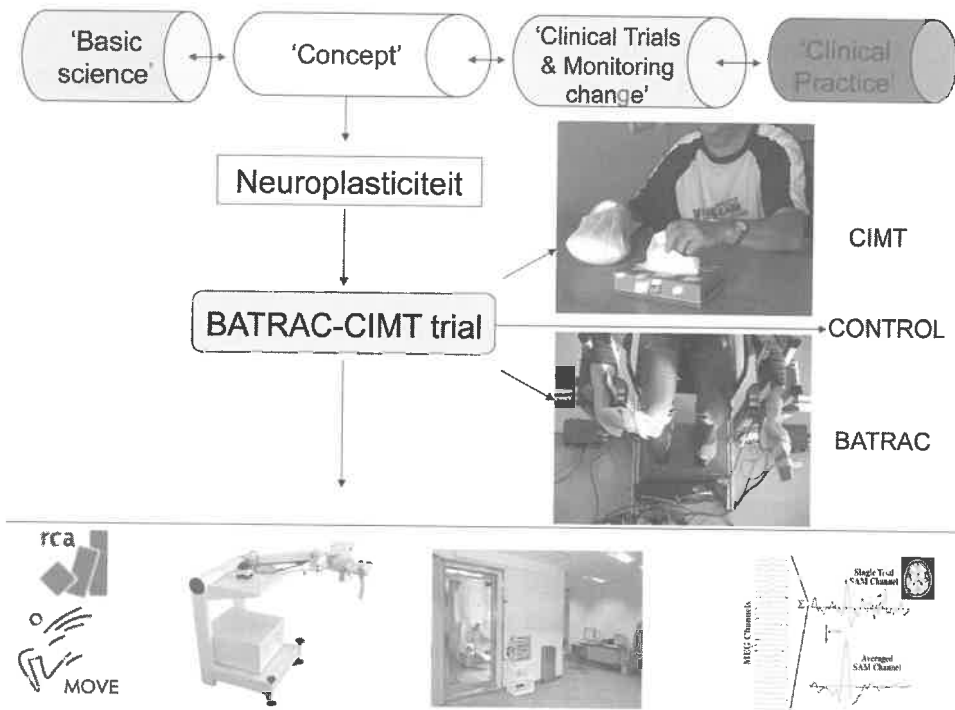 'Basic
science'
'Concept'
'Clinical Trials
& Monitoring
change'
'Clinical
Practice'
Neuroplasticiteit
CIMT
BATRAC-CIMT trial
CONTROL
BATRAC
rca
MOVE
MEG Channels
Σ
Single Trial
SAM Channel
Averaged
SAM Channel